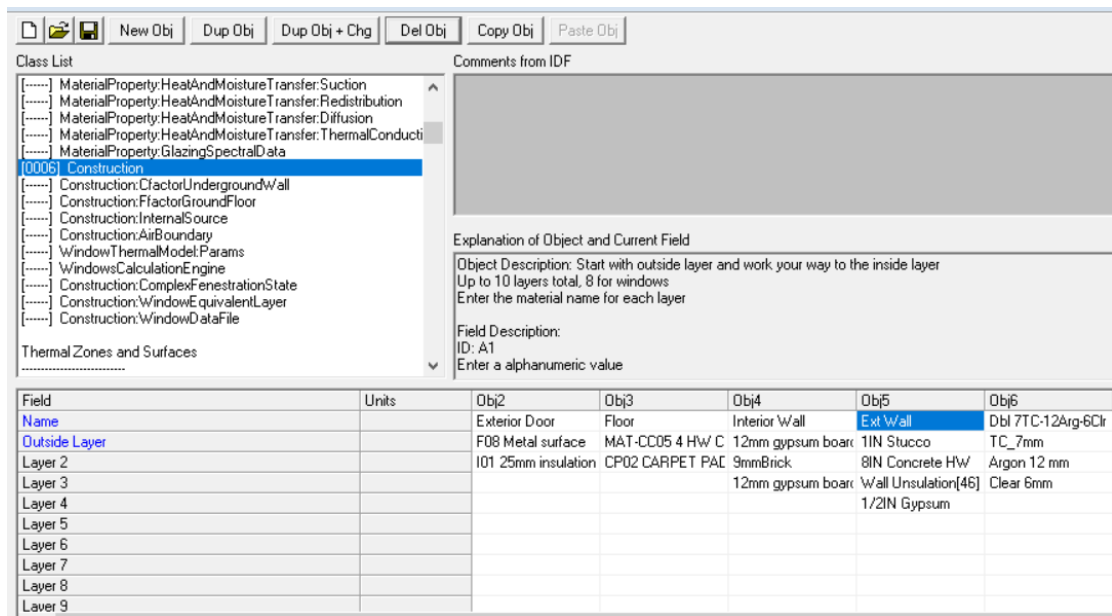 New Obj Dup Obj Dup Obj + Chg Del Obj Copy Obj Paste Obj
Class List
[------] MaterialProperty:HeatAndMoistureTransfer:Suction
[------] MaterialProperty:HeatAndMoistureTransfer:Redistribution
[------] MaterialProperty:HeatAndMoistureTransfer:Diffusion
[------] MaterialProperty:HeatAndMoistureTransfer:ThermalConducti
[------] MaterialProperty:GlazingSpectralData
[0006] Construction
[------] Construction:CfactorUndergroundWall
[------] Construction:FfactorGroundFloor
[------] Construction:InternalSource
[------] Construction:AirBoundary
[------] WindowThermalModel:Params
[------] WindowsCalculationEngine
[------] Construction:ComplexFenestrationState
[------] Construction:WindowEquivalentLayer
[------] Construction:WindowDataFile
Thermal Zones and Surfaces
--------------------------
Comments from IDF
Explanation of Object and Current Field
Object Description: Start with outside layer and work your way to the inside layer
Up to 10 layers total, 8 for windows
Enter the material name for each layer
Field Description:
ID: A1
Enter a alphanumeric value
Field Units Obj2 Obj3 Obj4 Obj5 Obj6
Name Exterior Door Floor Interior Wall Ext Wall Dbl 7TC-12Arg-6Clr
Outside Layer F08 Metal surface MAT-CC05 4 HW C 12mm gypsum board 1IN Stucco TC_7mm
Layer 2 I01 25mm insulation CP02 CARPET PAD 9mmBrick 8IN Concrete HW Argon 12 mm
Layer 3 12mm gypsum board Wall Unsulation[46] Clear 6mm
Layer 4 1/2IN Gypsum
Layer 5
Layer 6
Layer 7
Layer 8
Layer 9